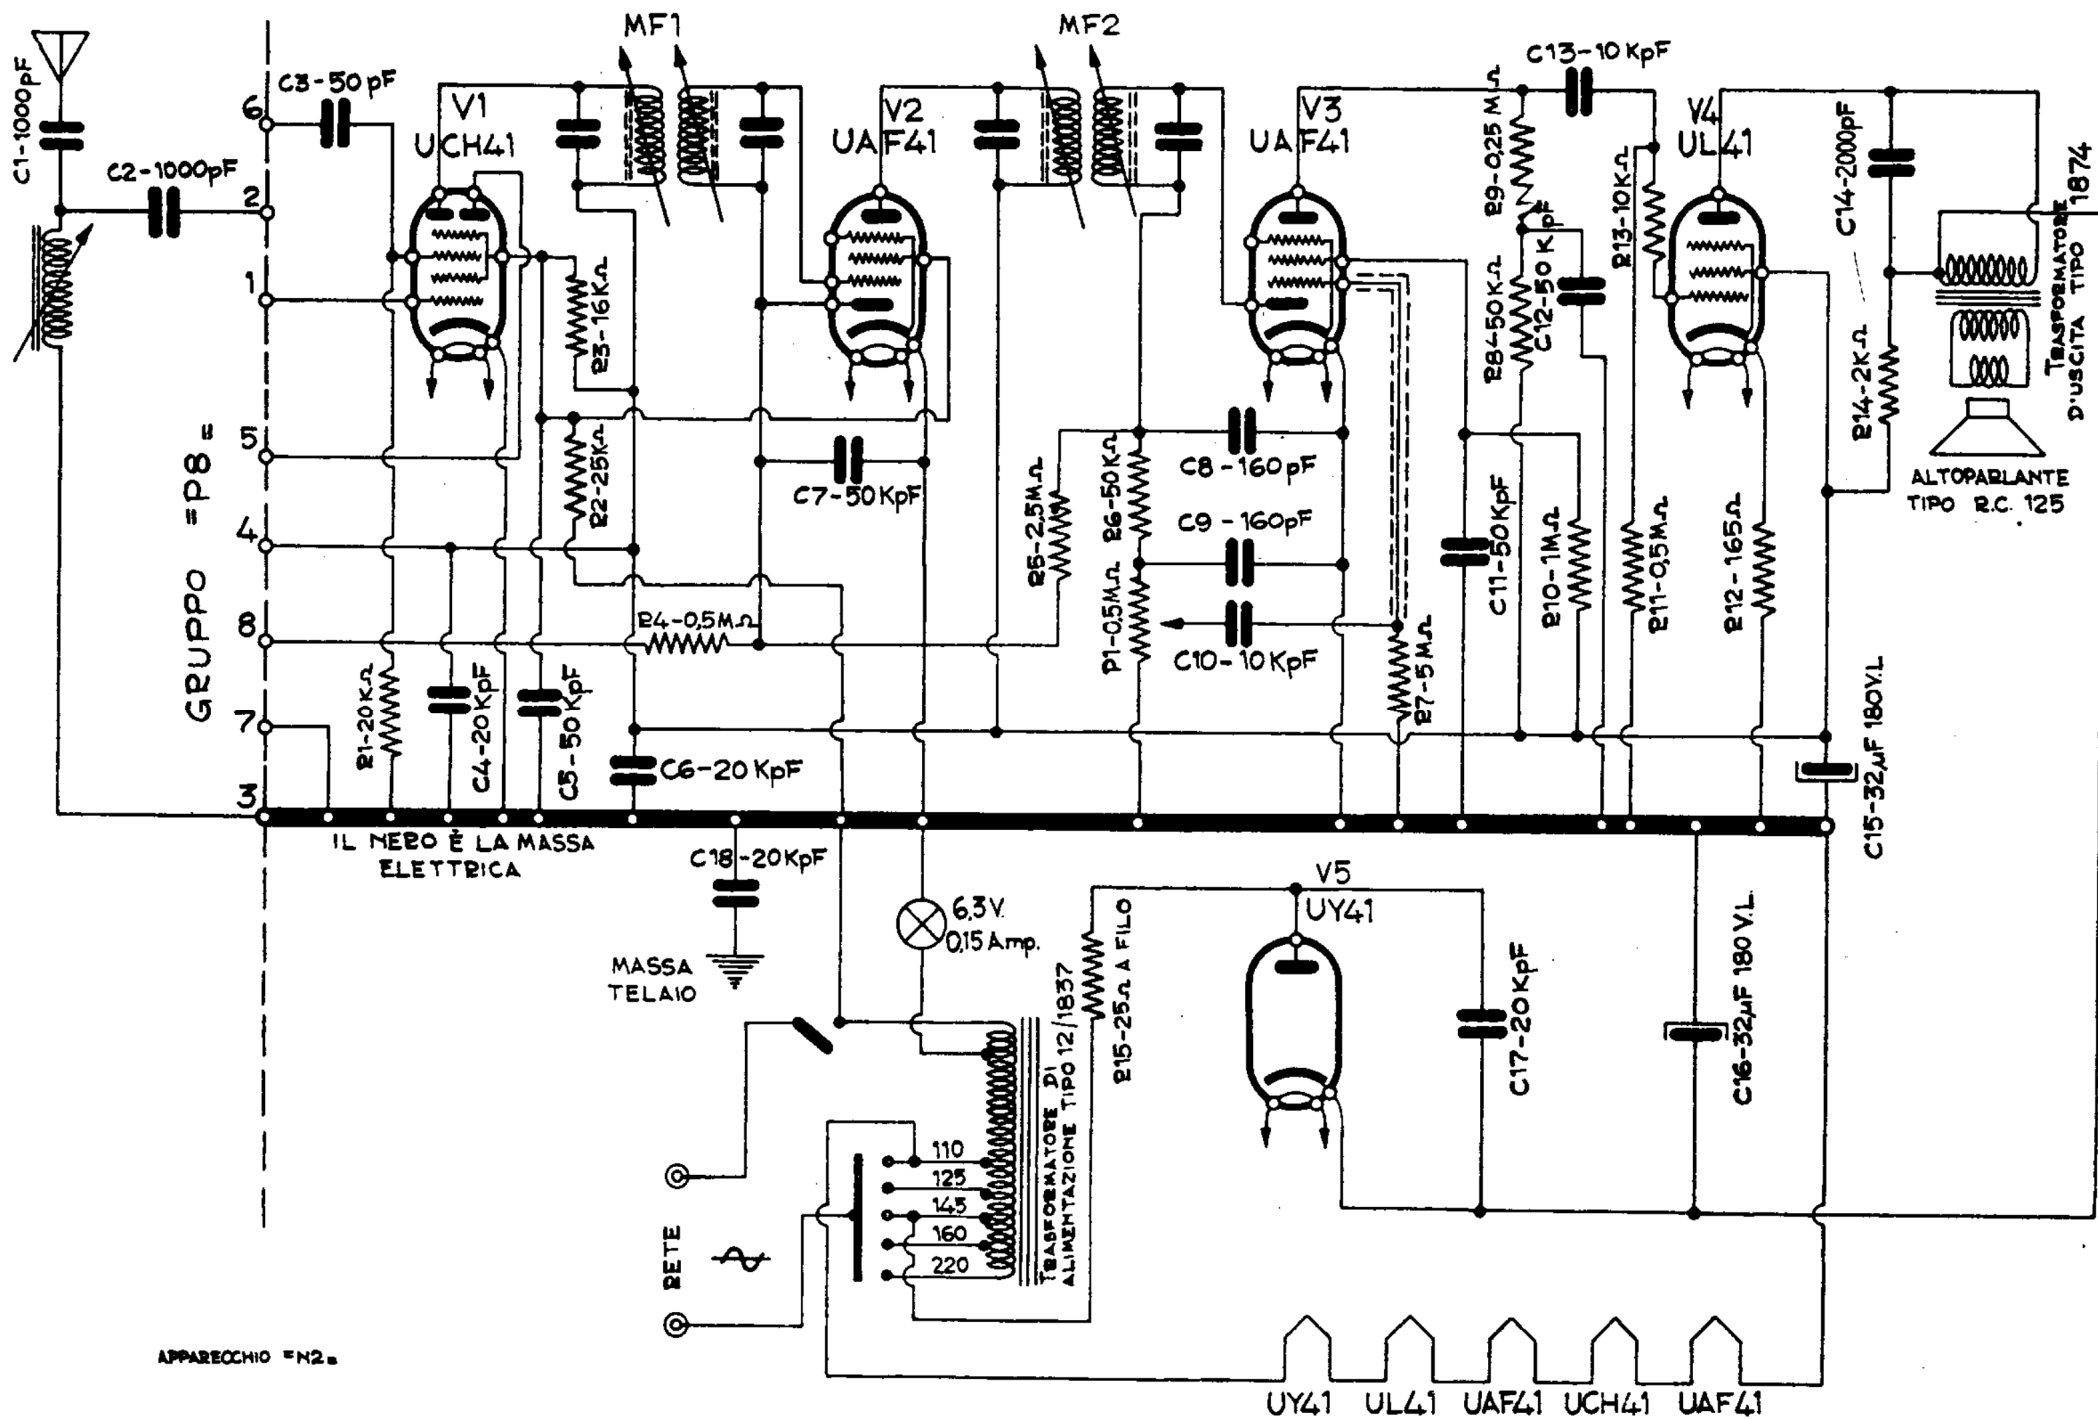 MF1
MF2
C1-1000pF
C3-50 pF
C13-10 KpF
6
V1
UCH41
V2
UAF41
V3
UAF41
R9-0,25 MΩ
V4
UL41
C14-2000pF
C2-1000pF
2
1
R3-16KΩ
R13-10KΩ
C12-50 KpF
R8-50KΩ
R14-2KΩ
TRASFORMATORE
D'USCITA TIPO 1874
GRUPPO =P8=
5
R2-25KΩ
C7-50KpF
C8-160pF
R5-2,5MΩ
R6-50KΩ
ALTOPARLANTE
TIPO R.C. 125
4
C9-160pF
C11-50KpF
R10-1MΩ
R11-0,5MΩ
R12-165Ω
8
R4-0,5MΩ
P1-0,5MΩ
C10-10KpF
R7-5MΩ
7
R1-20KΩ
C4-20KpF
C5-50KpF
C6-20KpF
3
C15-32µF 180V.L.
IL NERO È LA MASSA
ELETTRICA
C18-20KpF
6,3V.
0,15Amp.
MASSA
TELAIO
V5
UY41
R15-25Ω A FILO
C17-20KpF
C16-32µF 180V.L.
TRASFORMATORE DI
ALIMENTAZIONE TIPO 12/1837
110
125
145
160
220
RETE
APPARECCHIO =N2=
UY41
UL41
UAF41
UCH41
UAF41